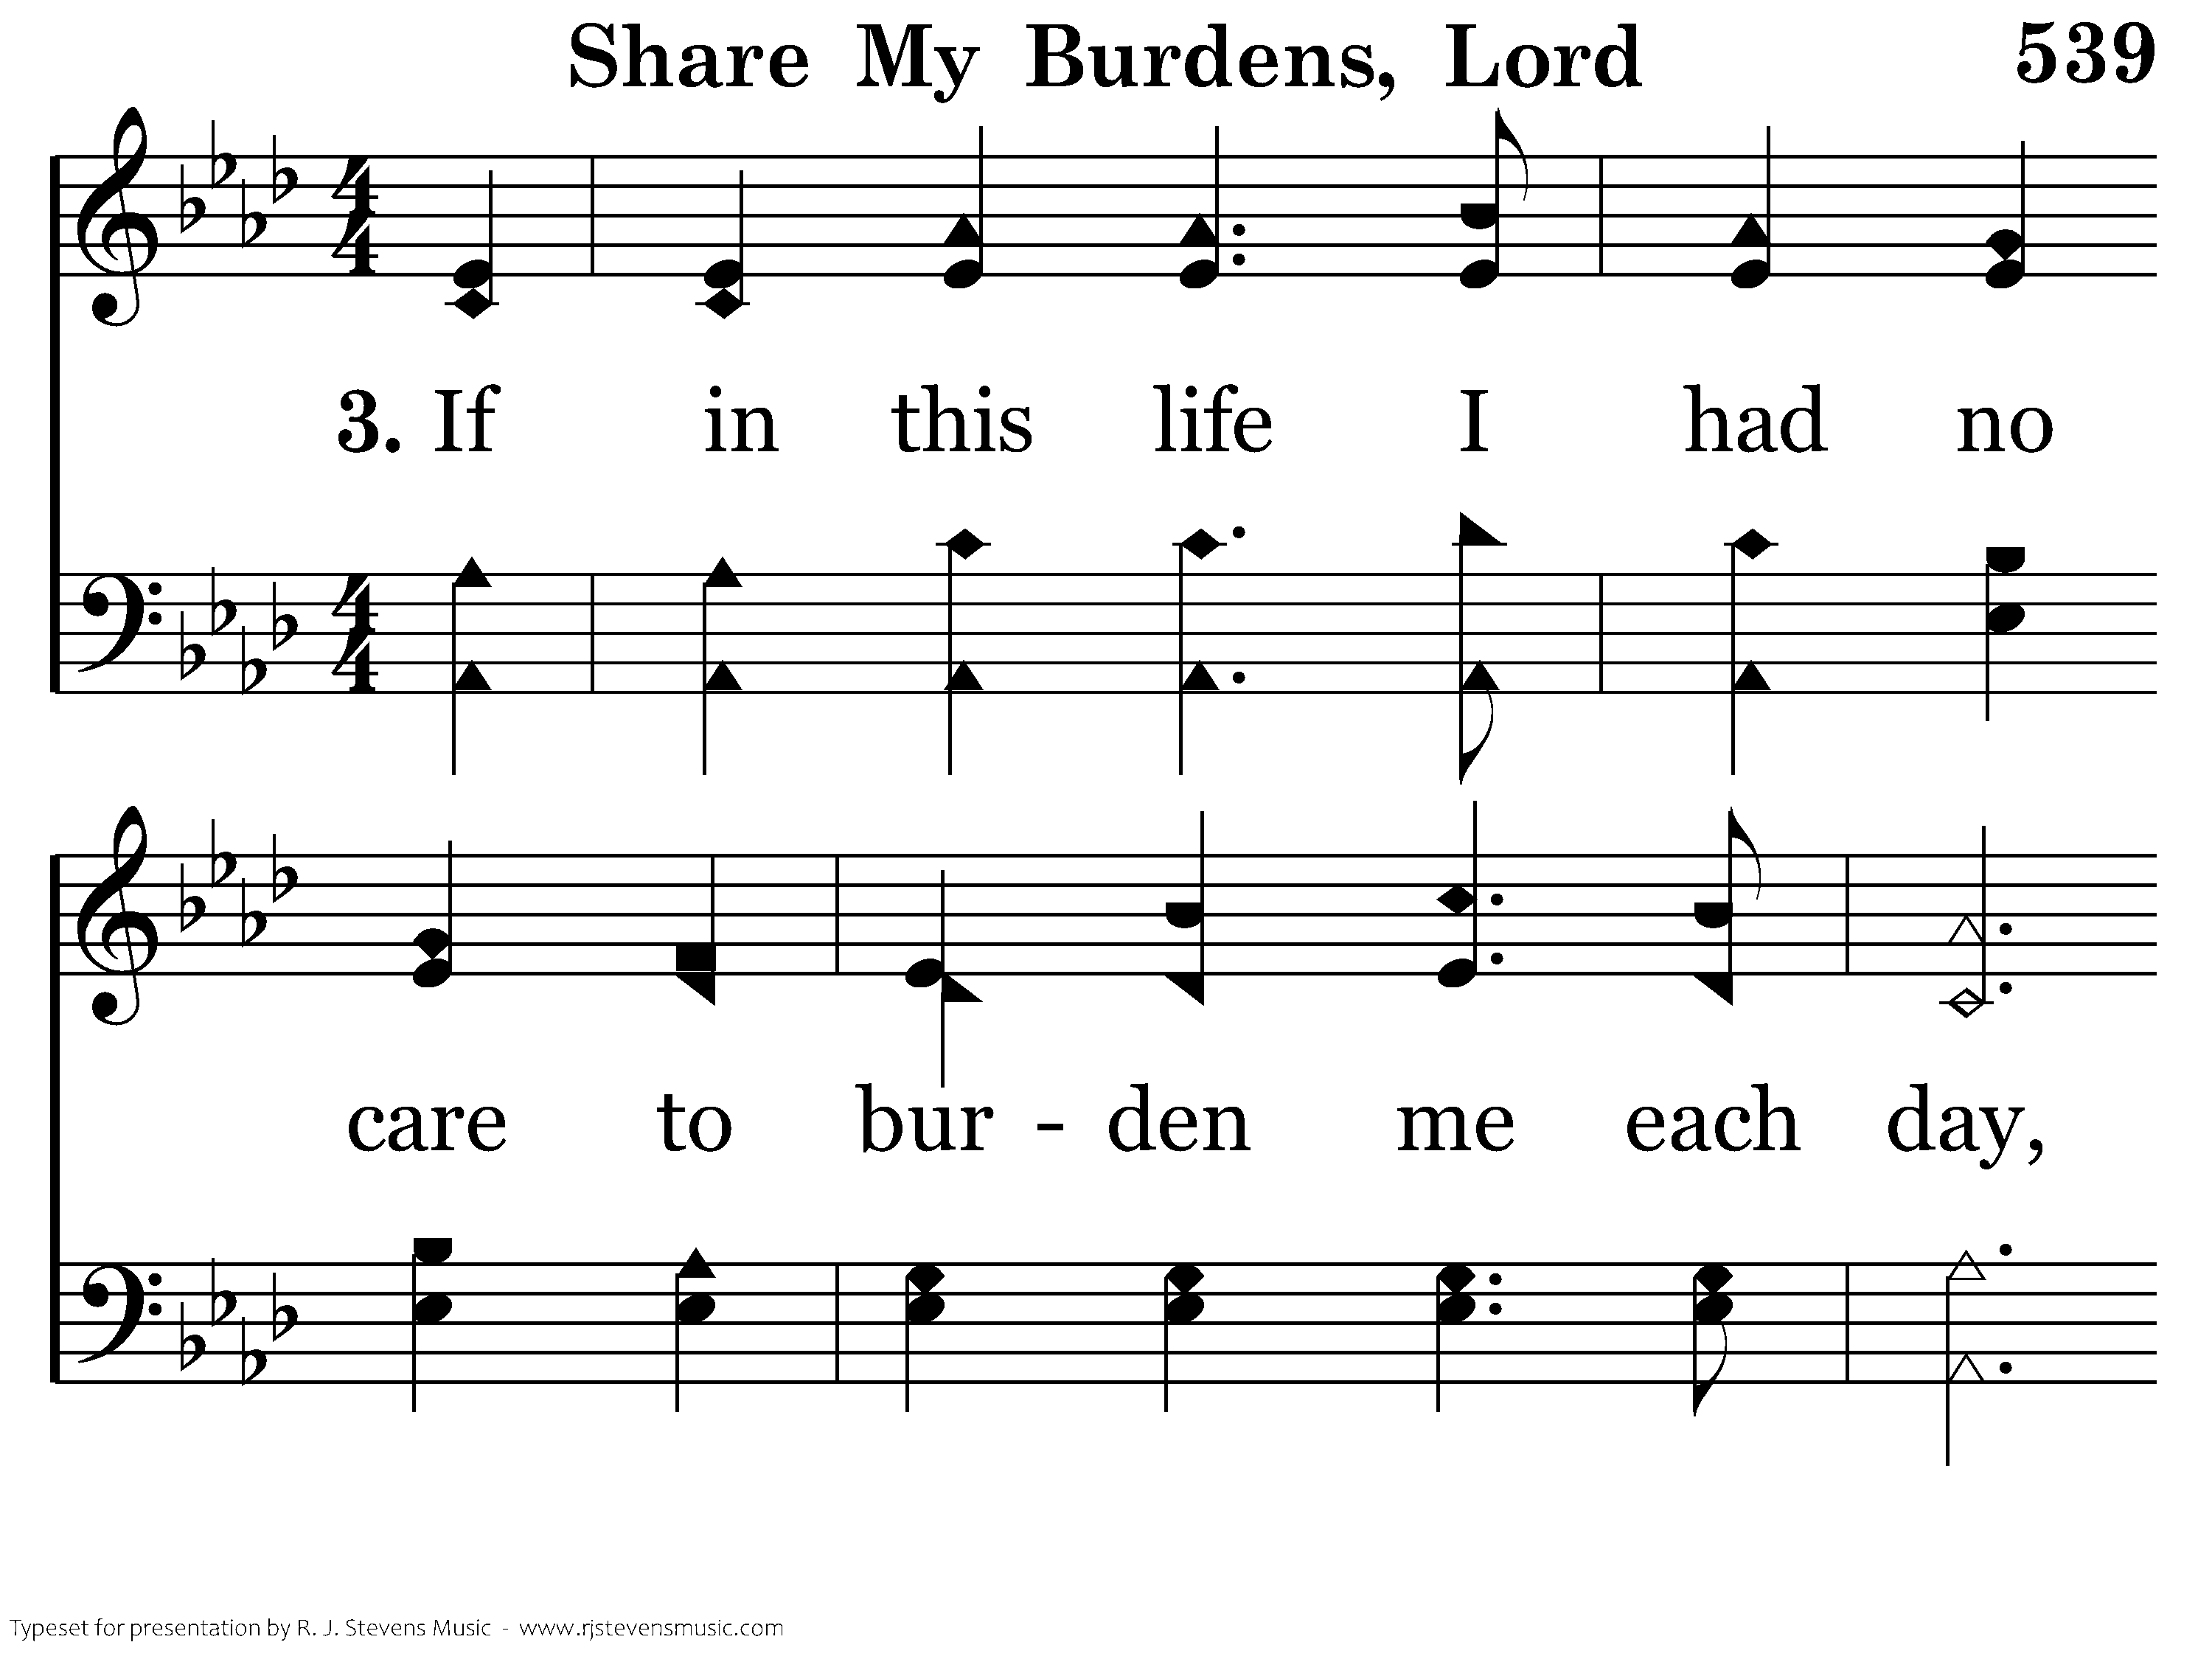 Share My Burdens, Lord 539
3. If in this life I had no
care to bur - den me each day,
Typeset for presentation by R. J. Stevens Music - www.rjstevensmusic.com